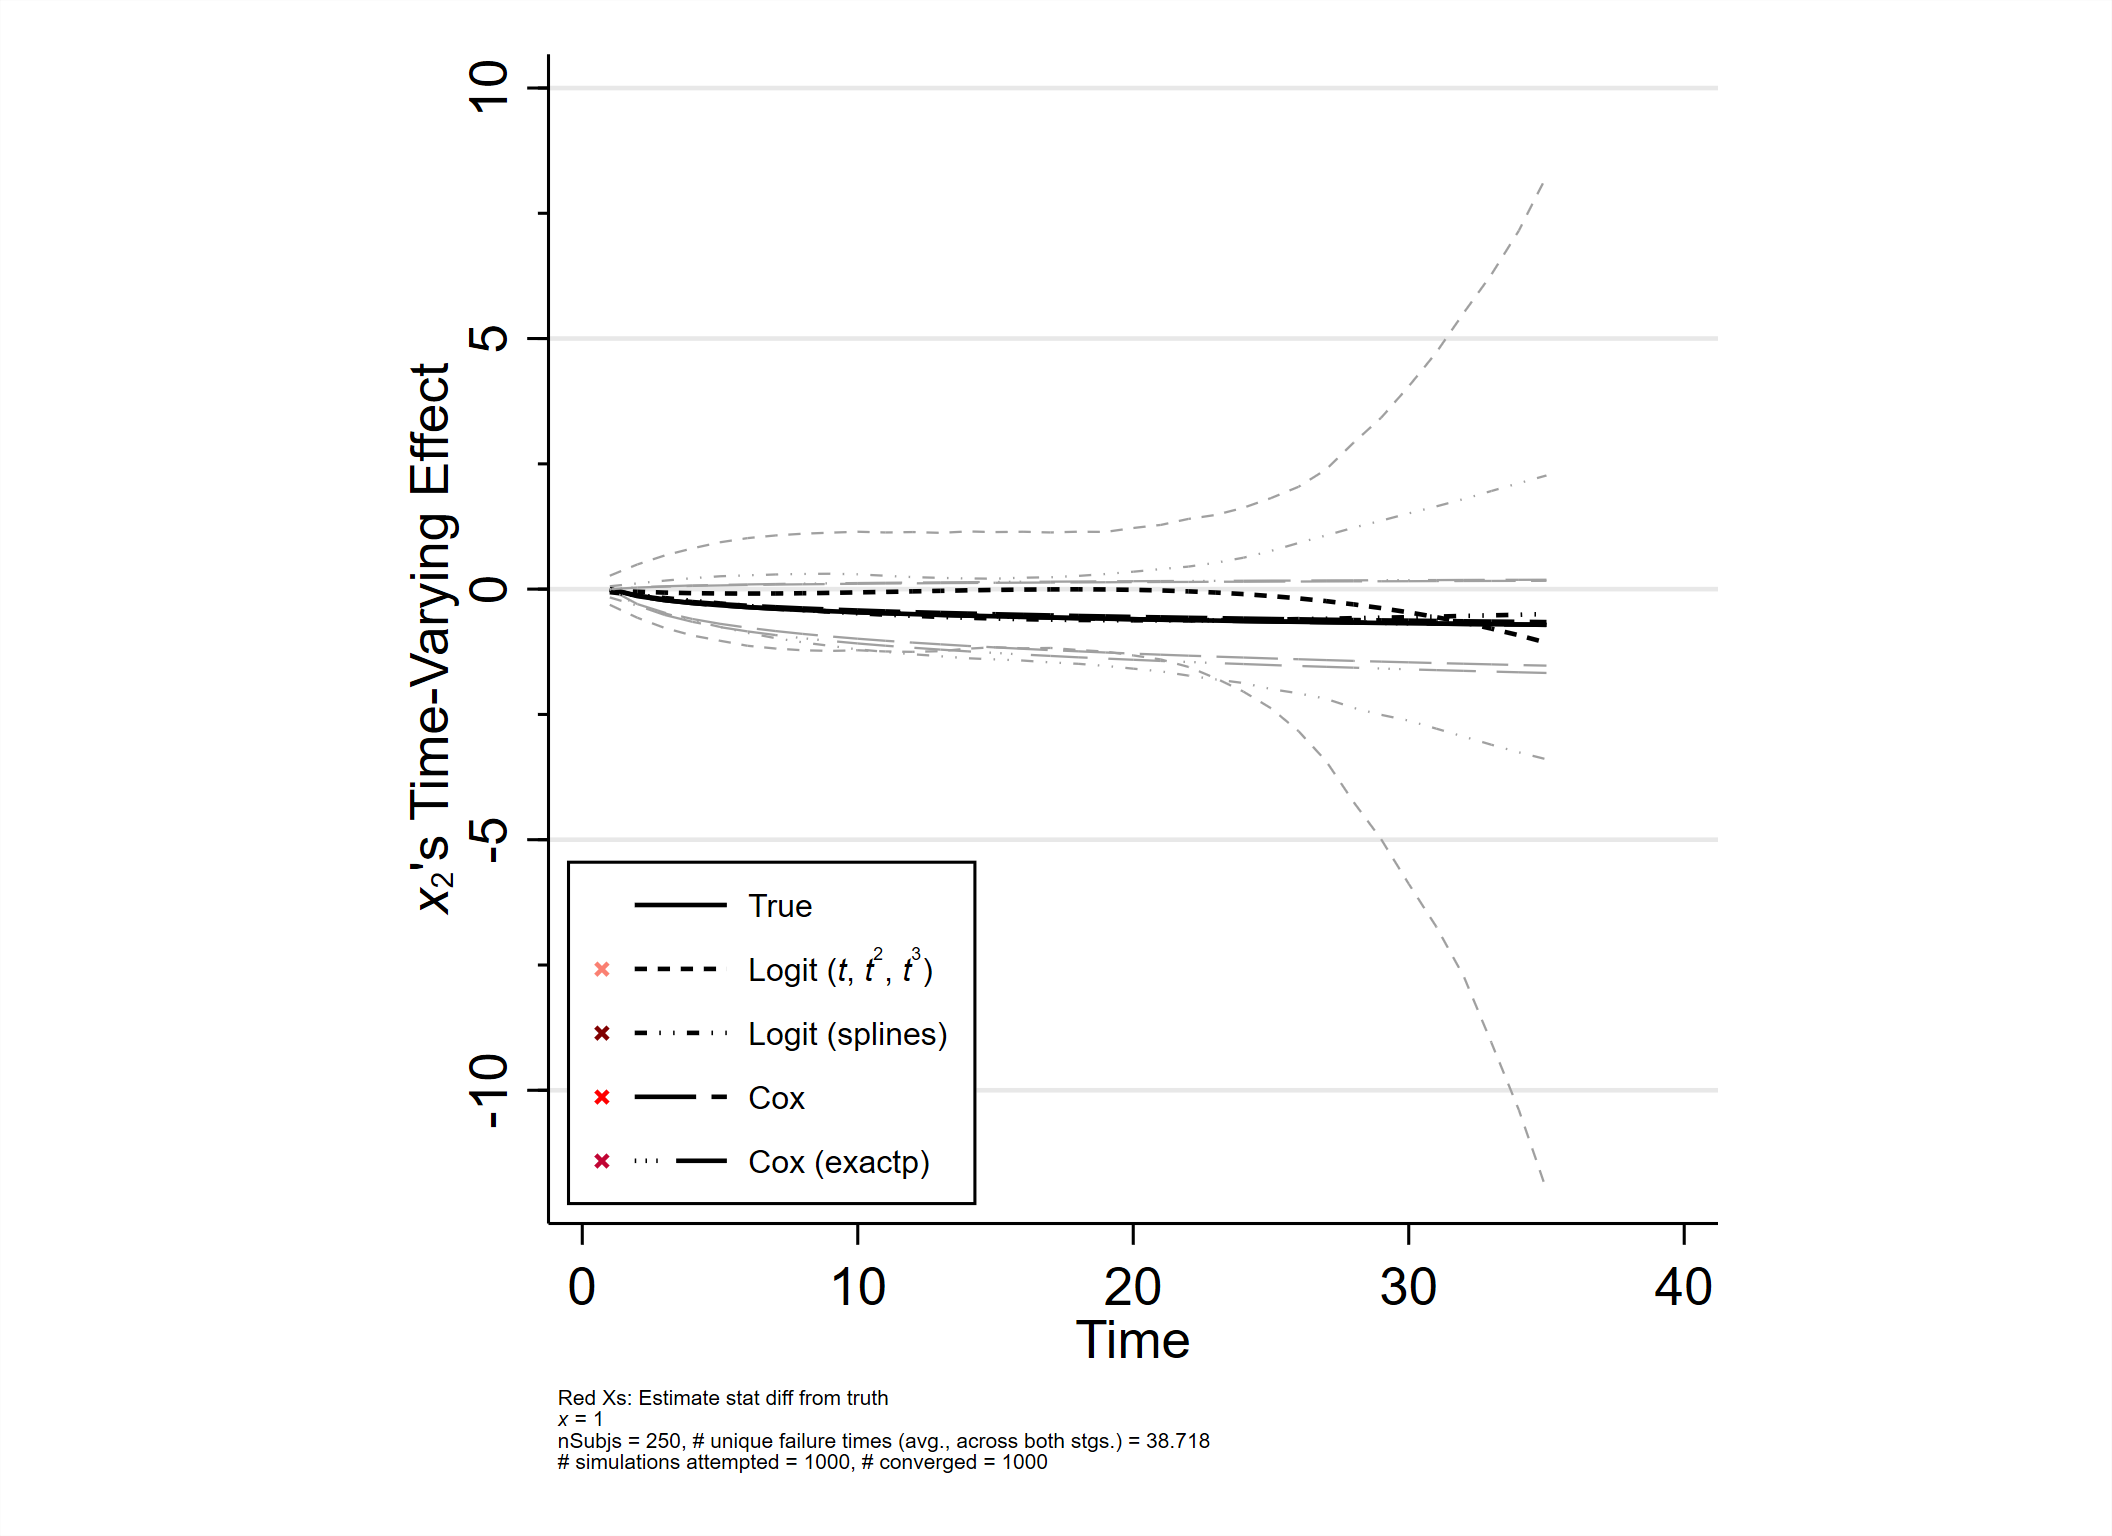 x₂'s Time-Varying Effect
10
5
0
-5
-10
True
Logit (t, t², t³)
Logit (splines)
Cox
Cox (exactp)
0 10 20 30 40
Time
Red Xs: Estimate stat diff from truth
x = 1
nSubjs = 250, # unique failure times (avg., across both stgs.) = 38.718
# simulations attempted = 1000, # converged = 1000